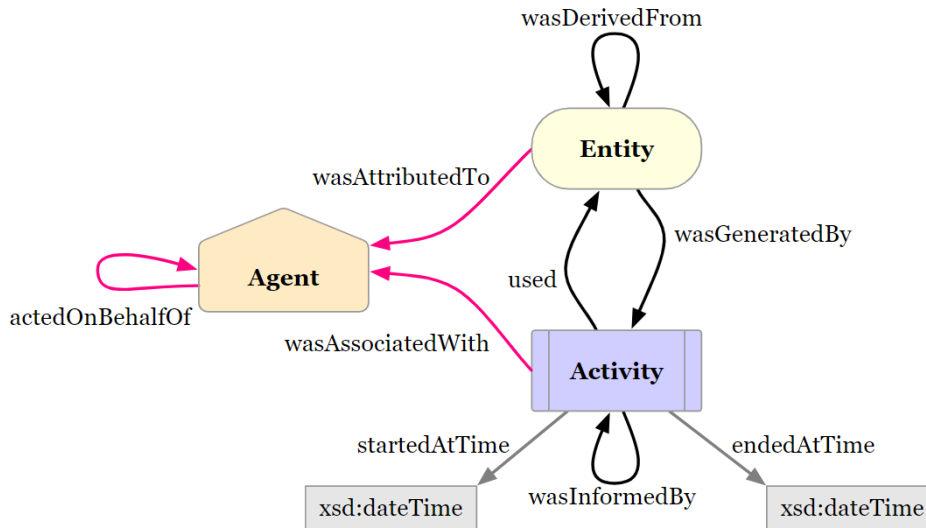 wasDerivedFrom
Entity
wasAttributedTo
wasGeneratedBy
Agent
used
actedOnBehalfOf
wasAssociatedWith
Activity
startedAtTime
endedAtTime
wasInformedBy
xsd:dateTime
xsd:dateTime